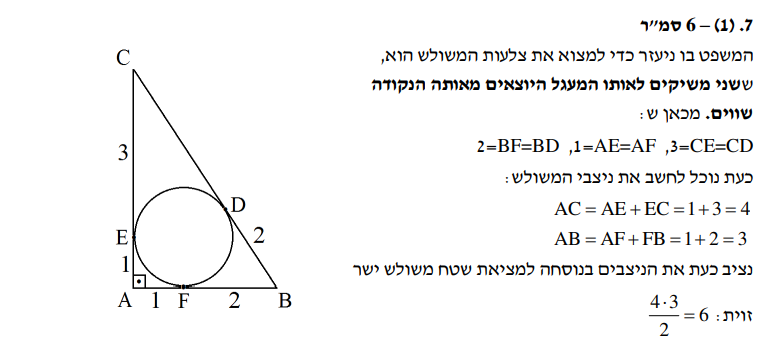 7. (1) – 6 סמ"ר
המשפט בו ניעזר כדי למצוא את צלעות המשולש הוא,
ששני משיקים לאותו המעגל היוצאים מאותה הנקודה
שווים. מכאן ש:
3=CE=CD, 1=AE=AF, 2=BF=BD
כעת נוכל לחשב את ניצבי המשולש:
AC = AE + EC = 1 + 3 = 4
AB = AF + FB = 1 + 2 = 3
נציב כעת את הניצבים בנוסחה למציאת שטח משולש ישר
זוית: 4·3/2 = 6
C
3
D
E
2
1
A 1 F 2 B